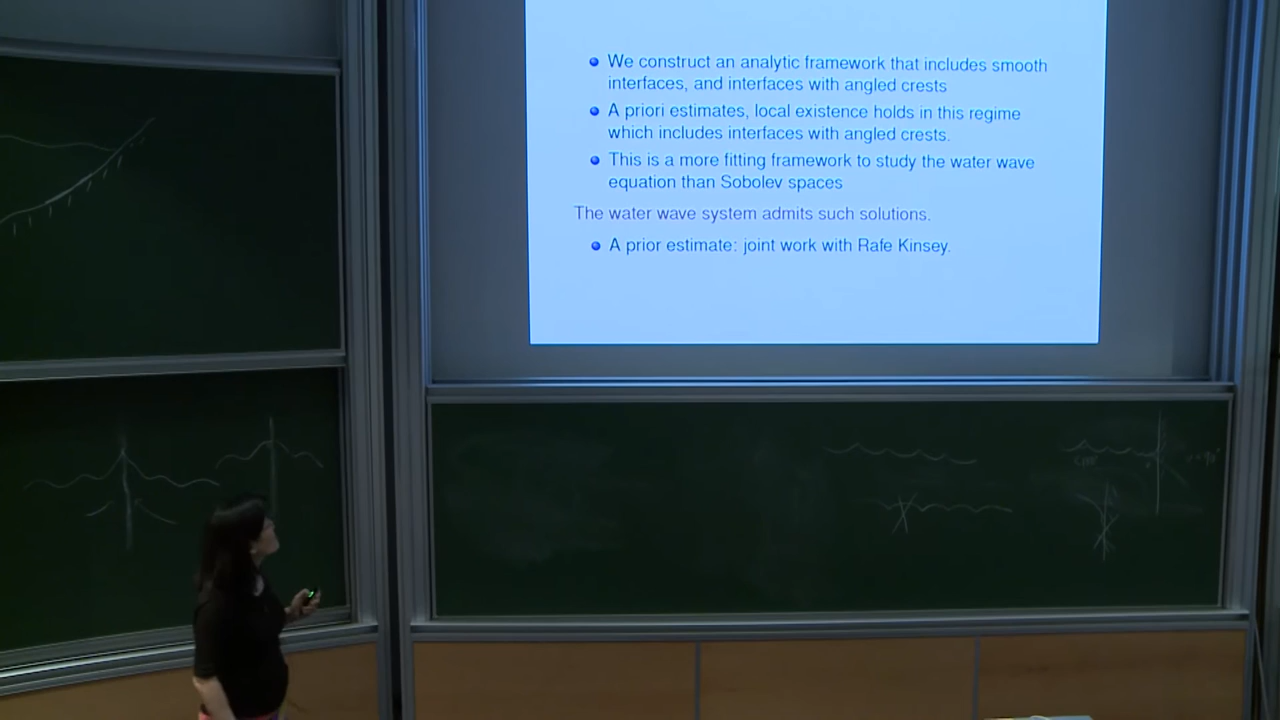 We construct an analytic framework that includes smooth
interfaces, and interfaces with angled crests
A priori estimates, local existence holds in this regime
which includes interfaces with angled crests.
This is a more fitting framework to study the water wave
equation than Sobolev spaces
The water wave system admits such solutions.
A prior estimate: joint work with Rafe Kinsey.